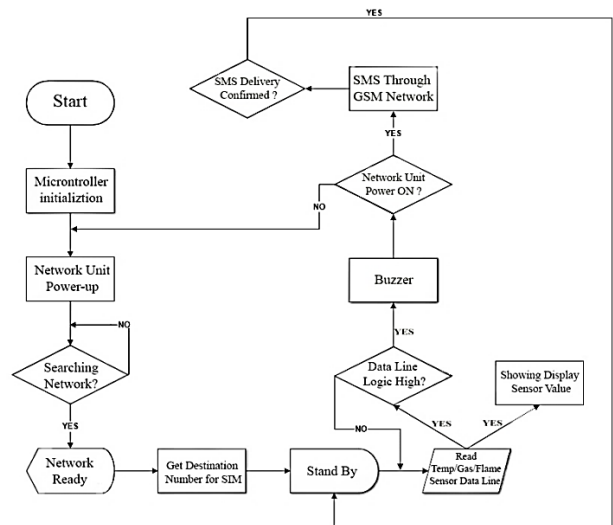 YES
SMS Delivery
Confirmed ?
SMS Through
GSM Network
Start
YES
Microntroller
initializtion
Network Unit
Power ON ?
NO
Network Unit
Power-up
Buzzer
NO
YES
Searching
Network?
Data Line
Logic High?
Showing Display
Sensor Value
YES
NO
YES
YES
Network
Ready
Get Destination
Number for SIM
Stand By
Read
Temp/Gas/Flame
Sensor Data Line